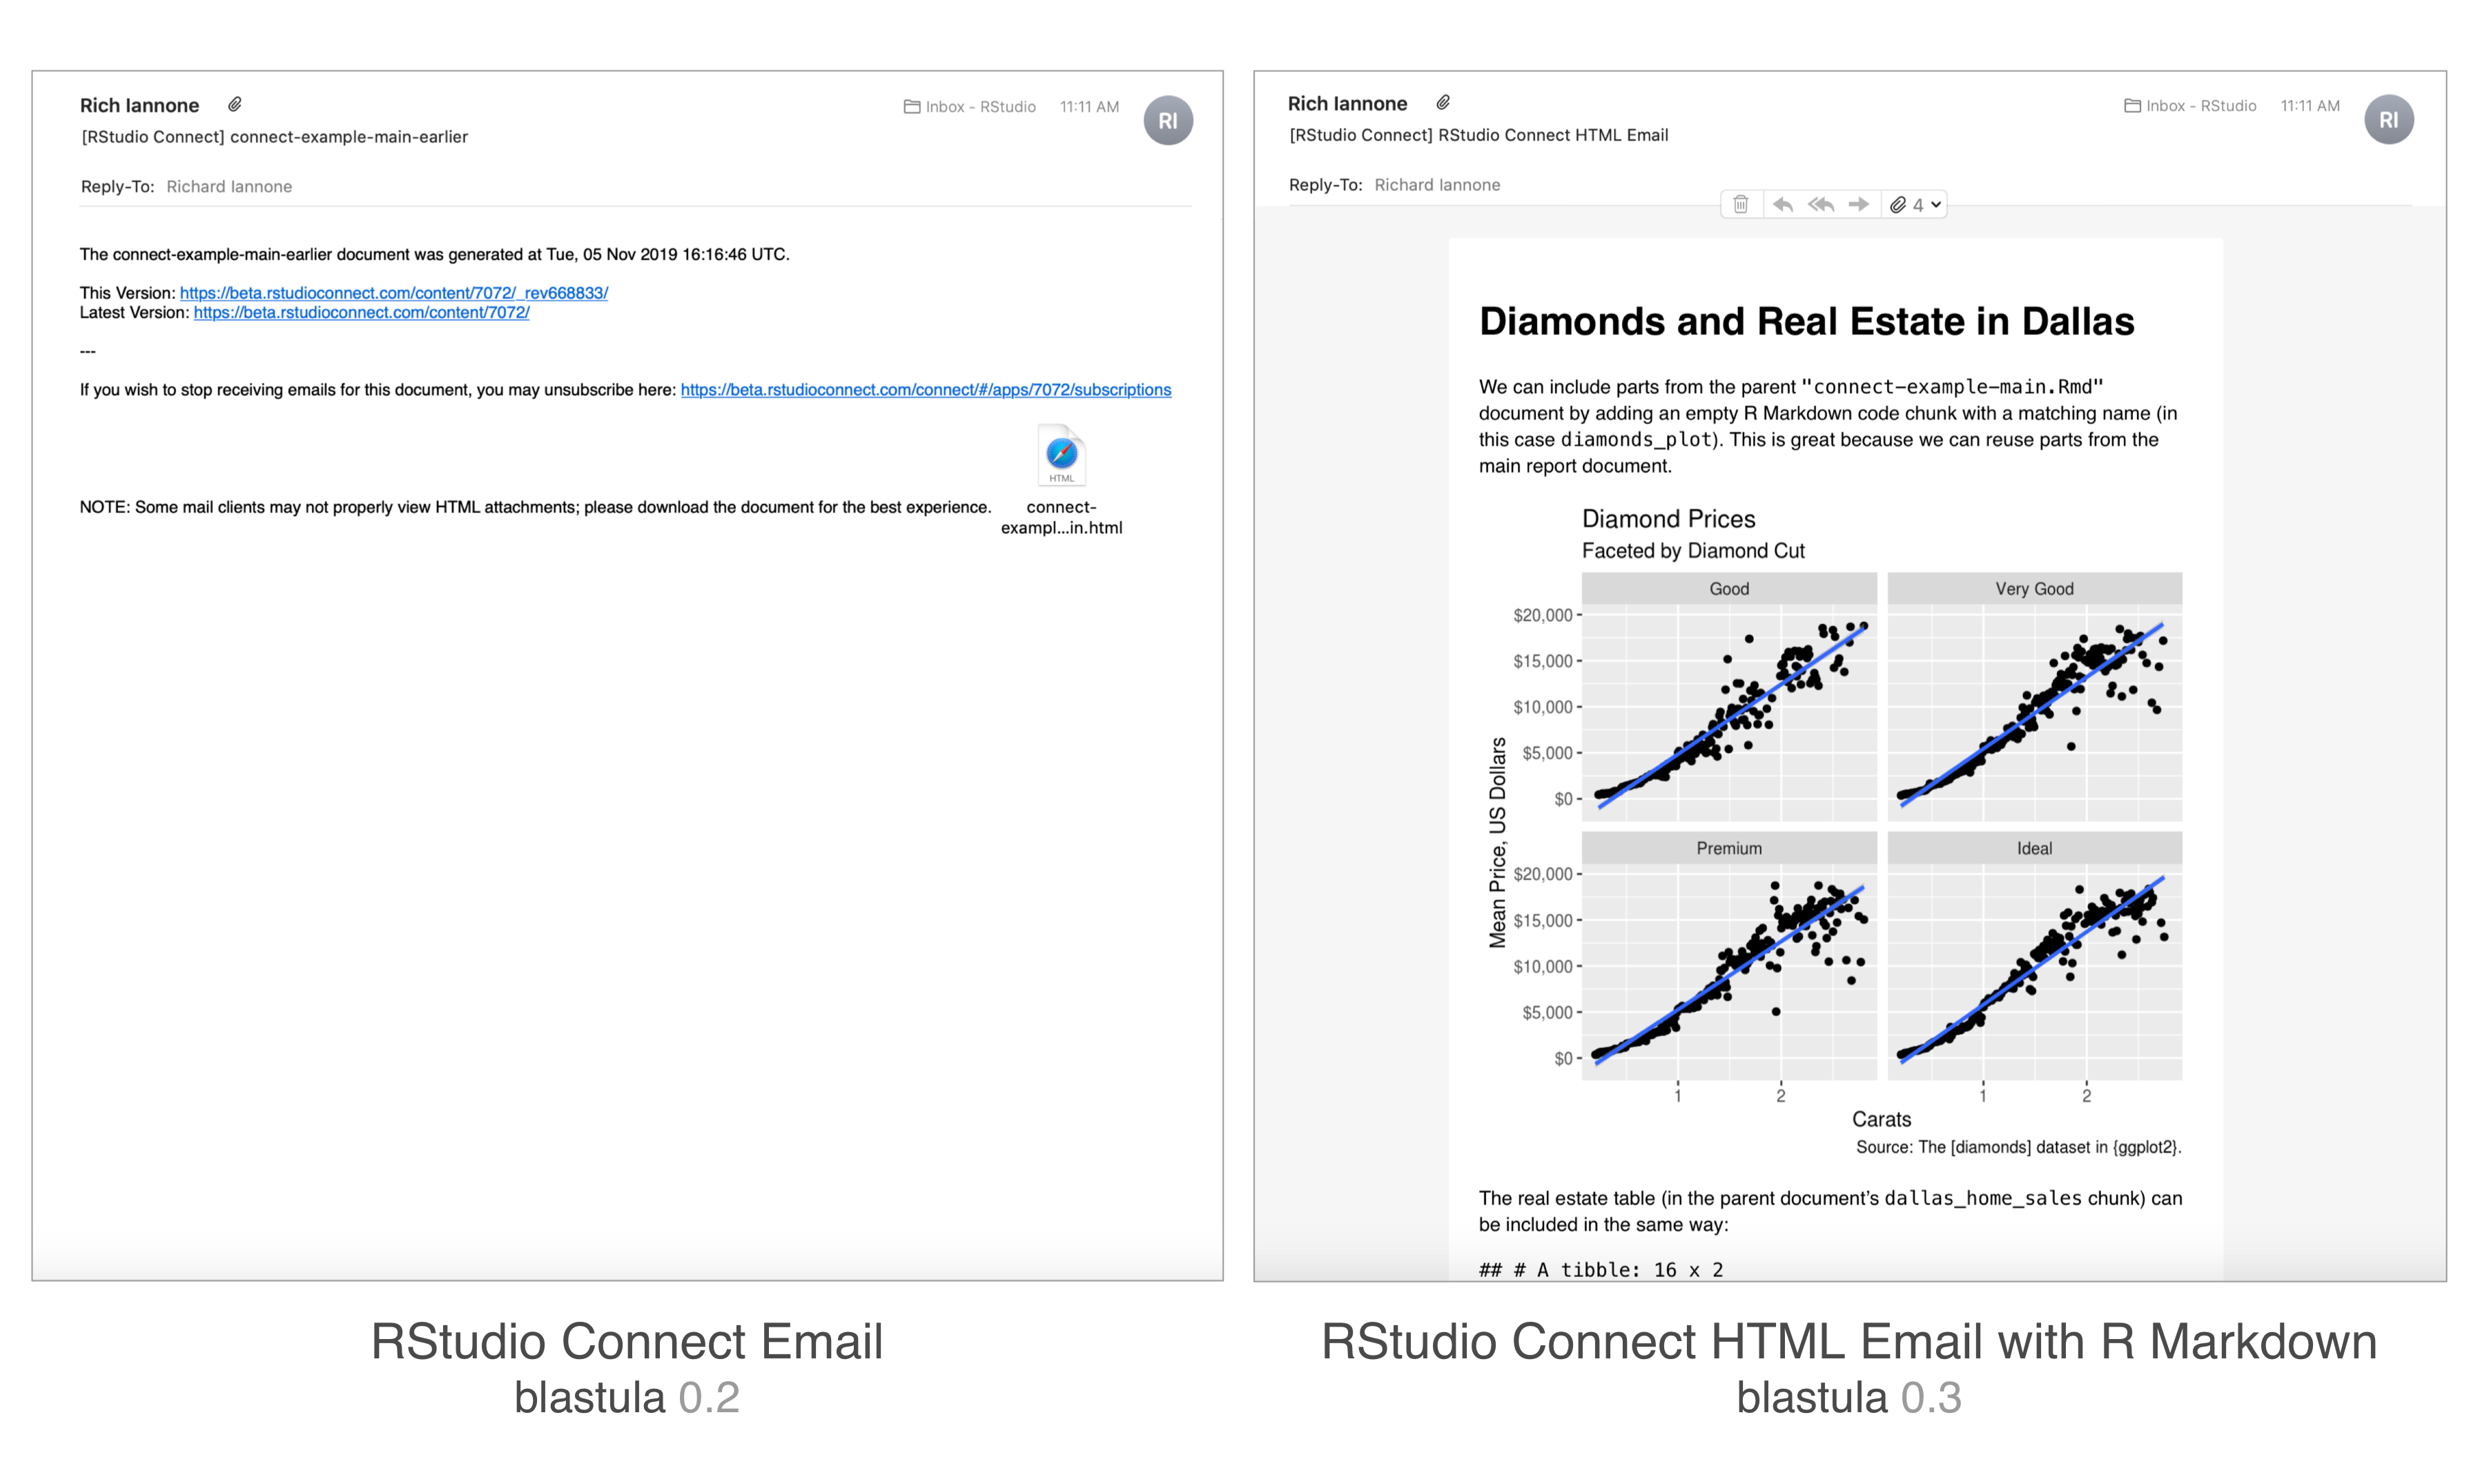 Rich Iannone
Inbox - RStudio 11:11 AM
RI
[RStudio Connect] connect-example-main-earlier
Reply-To: Richard Iannone
The connect-example-main-earlier document was generated at Tue, 05 Nov 2019 16:16:46 UTC.
This Version: https://beta.rstudioconnect.com/content/7072/_rev668833/
Latest Version: https://beta.rstudioconnect.com/content/7072/
---
If you wish to stop receiving emails for this document, you may unsubscribe here: https://beta.rstudioconnect.com/connect/#/apps/7072/subscriptions
HTML
NOTE: Some mail clients may not properly view HTML attachments; please download the document for the best experience.
connect-
exampl...in.html
RStudio Connect Email
blastula 0.2
Rich Iannone
Inbox - RStudio 11:11 AM
RI
[RStudio Connect] RStudio Connect HTML Email
Reply-To: Richard Iannone
4
Diamonds and Real Estate in Dallas
We can include parts from the parent "connect-example-main.Rmd"
document by adding an empty R Markdown code chunk with a matching name (in
this case diamonds_plot). This is great because we can reuse parts from the
main report document.
Diamond Prices
Faceted by Diamond Cut
Good
Very Good
$20,000
$15,000
$10,000
$5,000
$0
Mean Price, US Dollars
Premium
Ideal
$20,000
$15,000
$10,000
$5,000
$0
1 2 1 2
Carats
Source: The [diamonds] dataset in {ggplot2}.
The real estate table (in the parent document’s dallas_home_sales chunk) can
be included in the same way:
## # A tibble: 16 x 2
RStudio Connect HTML Email with R Markdown
blastula 0.3